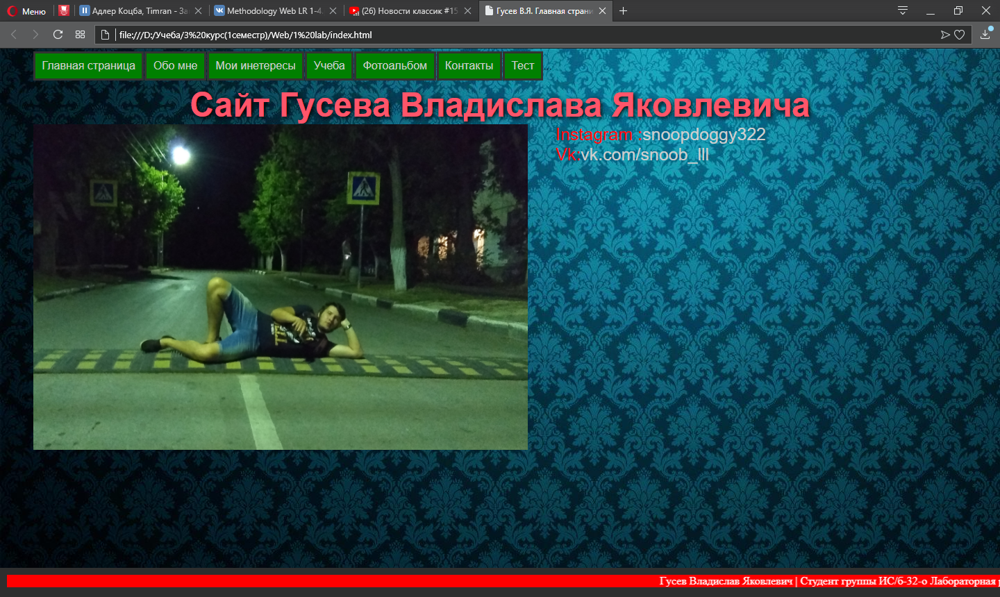 Меню
Адлер Коцба, Timran - За
Methodology Web LR 1-4.
(26) Новости классик #15
Гусев В.Я. Главная страни
file:///D:/Учеба/3%20курс(1семестр)/Web/1%20lab/index.html
Главная страница Обо мне Мои инетересы Учеба Фотоальбом Контакты Тест ...
Сайт Гусева Владислава Яковлевича
Instagram :snoopdoggy322
Vk:vk.com/snoob_lll
Гусев Владислав Яковлевич | Студент группы ИС/б-32-о Лабораторная